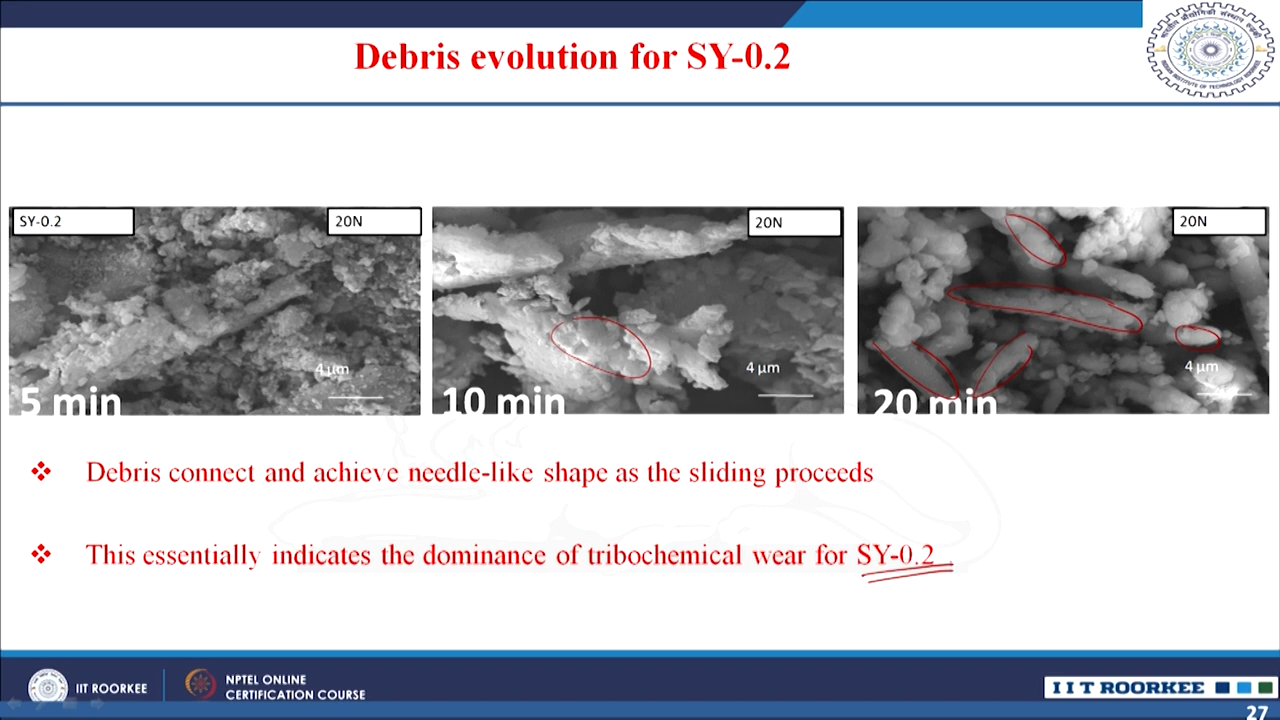 Debris evolution for SY-0.2
SY-0.2
20N
4 μm
5 min
20N
4 μm
10 min
20N
4 μm
20 min
❖ Debris connect and achieve needle-like shape as the sliding proceeds
❖ This essentially indicates the dominance of tribochemical wear for SY-0.2
IIT ROORKEE
NPTEL ONLINE
CERTIFICATION COURSE
IIT ROORKEE
27